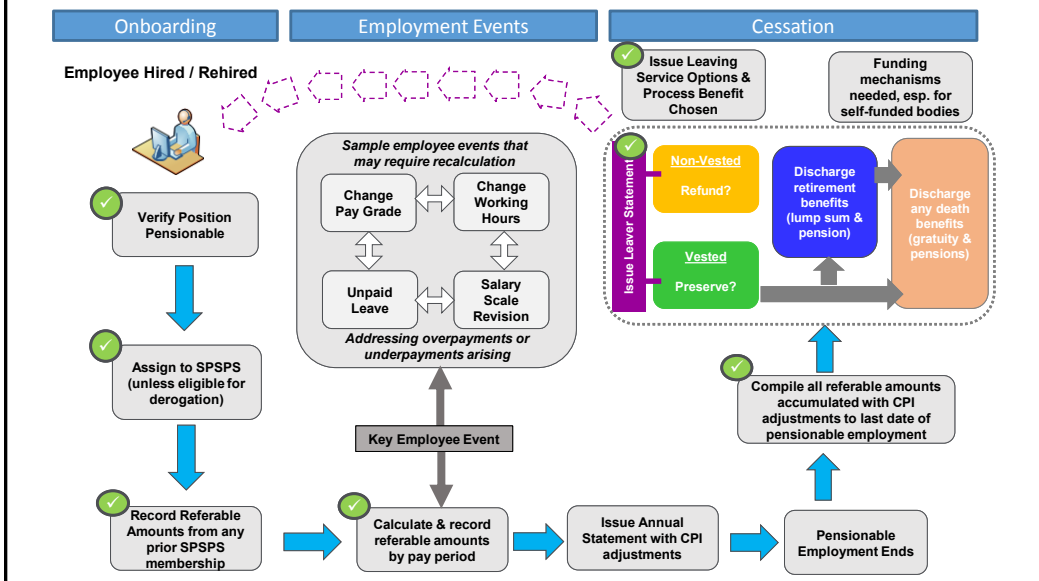 Onboarding
Employment Events
Cessation
Employee Hired / Rehired
Verify Position
Pensionable
Assign to SPSPS
(unless eligible for
derogation)
Record Referable
Amounts from any
prior SPSPS
membership
Sample employee events that
may require recalculation
Change
Pay Grade
Change
Working
Hours
Unpaid
Leave
Salary
Scale
Revision
Addressing overpayments or
underpayments arising
Key Employee Event
Calculate & record
referable amounts
by pay period
Issue Annual
Statement with CPI
adjustments
Pensionable
Employment Ends
Compile all referable amounts
accumulated with CPI
adjustments to last date of
pensionable employment
Issue Leaving
Service Options &
Process Benefit
Chosen
Funding
mechanisms
needed, esp. for
self-funded bodies
Issue Leaver Statement
Non-Vested
Refund?
Vested
Preserve?
Discharge
retirement
benefits
(lump sum &
pension)
Discharge
any death
benefits
(gratuity &
pensions)